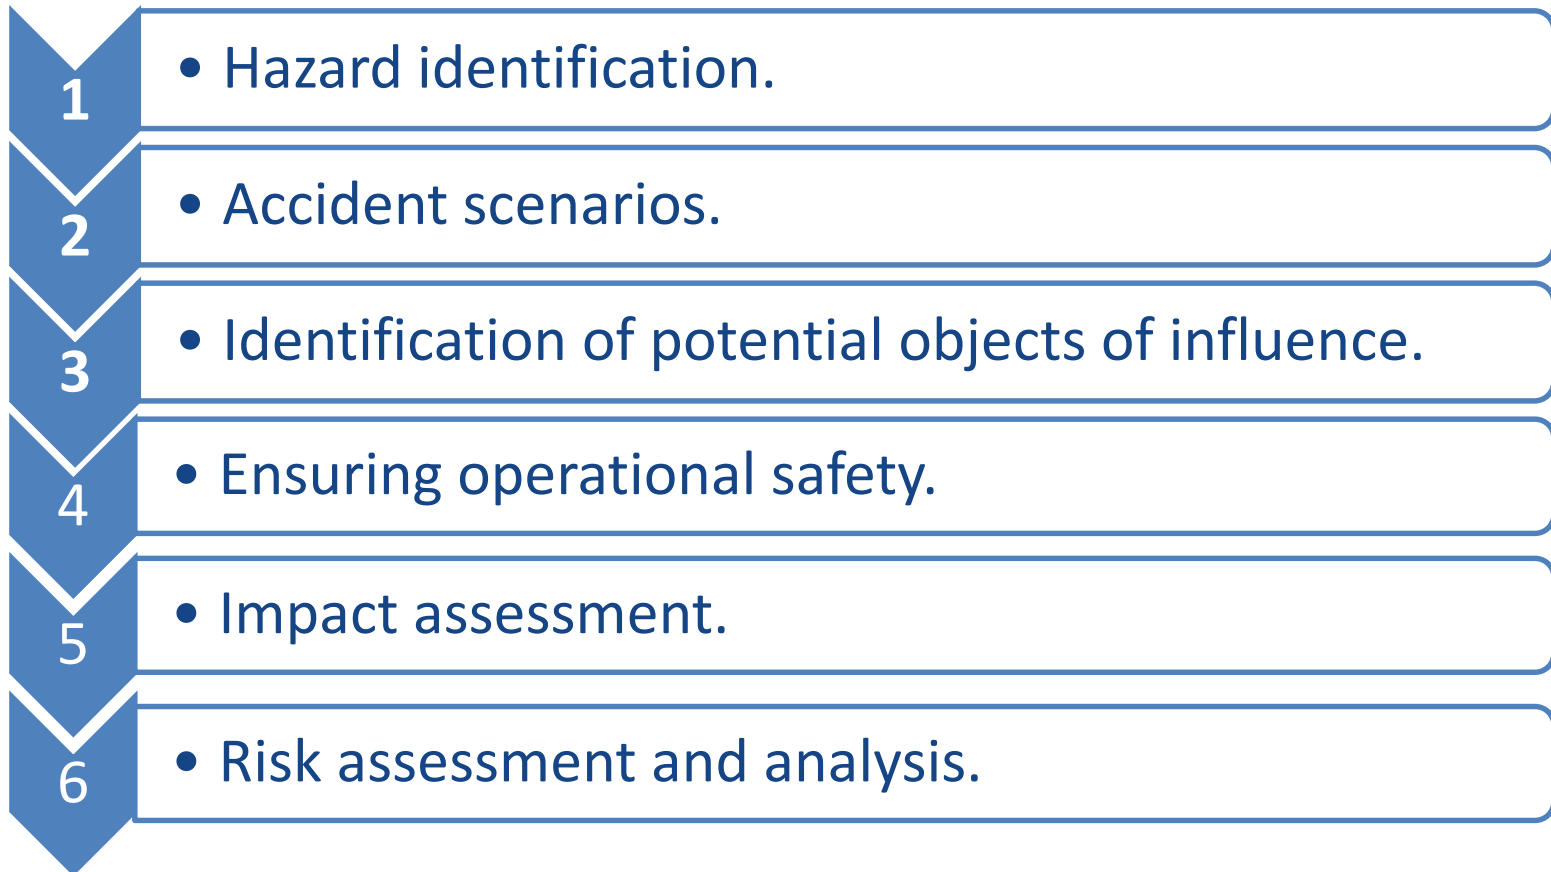 1 • Hazard identification.
2 • Accident scenarios.
3 • Identification of potential objects of influence.
4 • Ensuring operational safety.
5 • Impact assessment.
6 • Risk assessment and analysis.